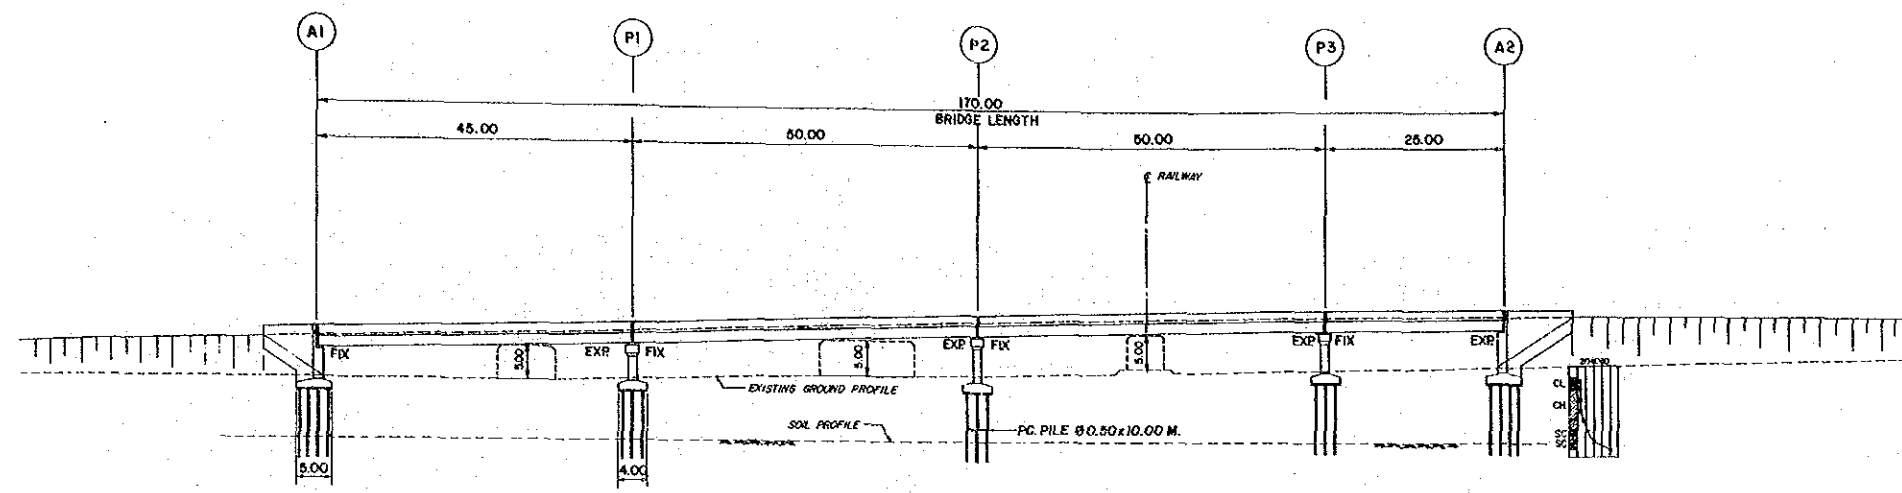 A1
P1
P2
P3
A2
170.00
BRIDGE LENGTH
45.00
50.00
50.00
25.00
℄ RAILWAY
FIX
EXP.
FIX
EXP.
FIX
EXP.
FIX
EXP.
5.00
5.00
5.00
EXISTING GROUND PROFILE
SOIL PROFILE
PC. PILE Ø0.50x10.00 M.
CL
CH
5.00
4.00